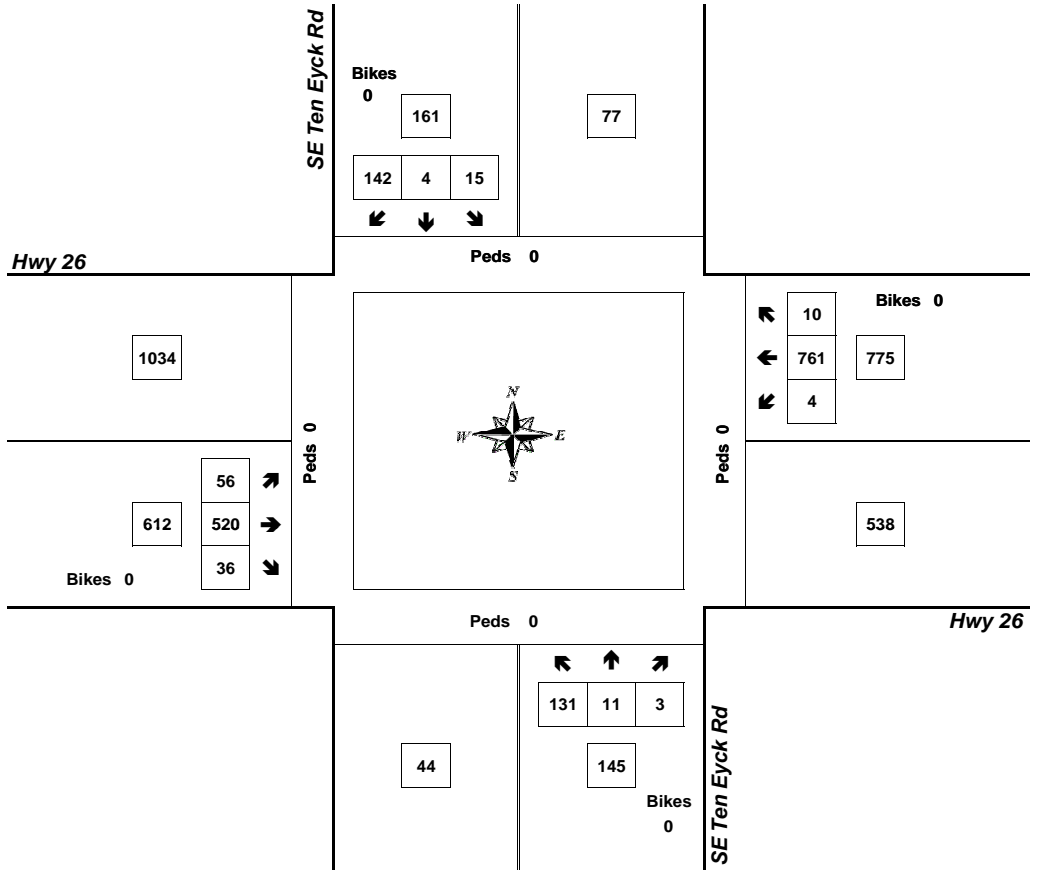 SE Ten Eyck Rd
Bikes
0
161
77
142 4 15
Peds 0
Hwy 26
Bikes 0
10
1034
761 775
4
N
W E
S
Peds 0
Peds 0
56
612 520
538
36
Bikes 0
Peds 0
Hwy 26
131 11 3
44
145
Bikes
0
SE Ten Eyck Rd